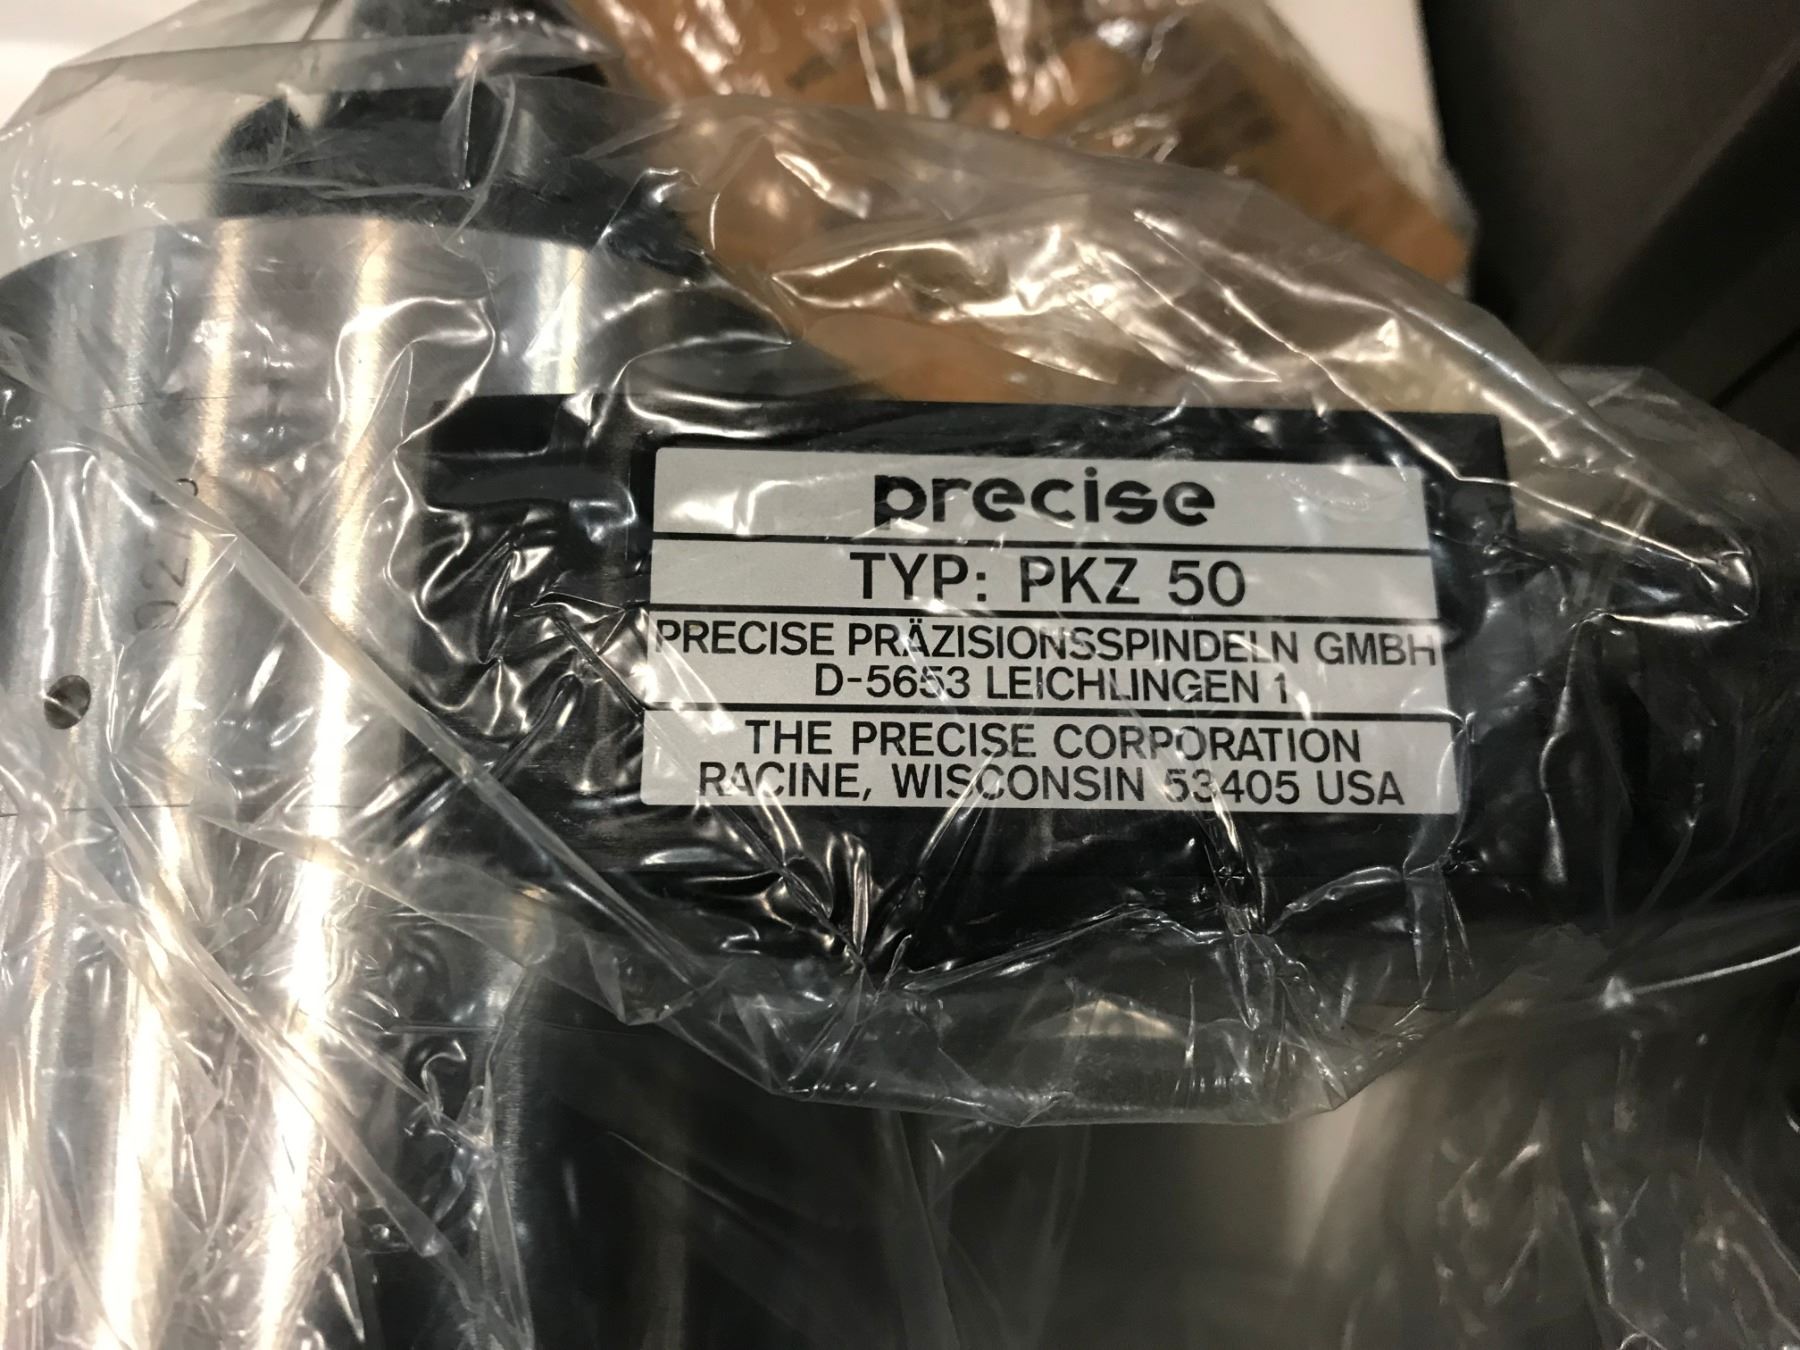 precise
TYP: PKZ 50
PRECISE PRÄZISIONSSPINDELN GMBH
D-5653 LEICHLINGEN 1
THE PRECISE CORPORATION
RACINE, WISCONSIN 53405 USA